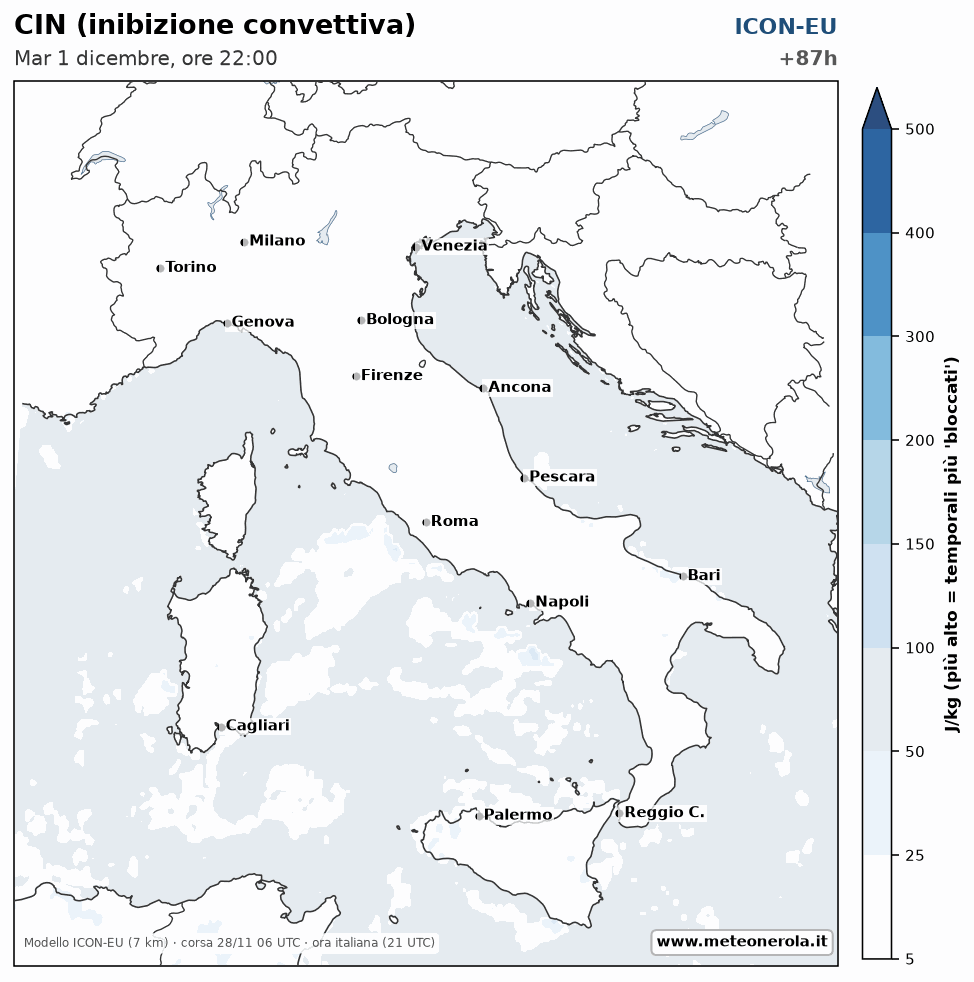 CIN (inibizione convettiva)
ICON-EU
Mar 1 dicembre, ore 22:00
+87h
Milano
Venezia
Torino
Genova
Bologna
Firenze
Ancona
Pescara
Roma
Bari
Napoli
Cagliari
Palermo
Reggio C.
500
400
300
200
150
100
50
25
5
J/kg (più alto = temporali più 'bloccati')
Modello ICON-EU (7 km) · corsa 28/11 06 UTC · ora italiana (21 UTC)
www.meteonerola.it